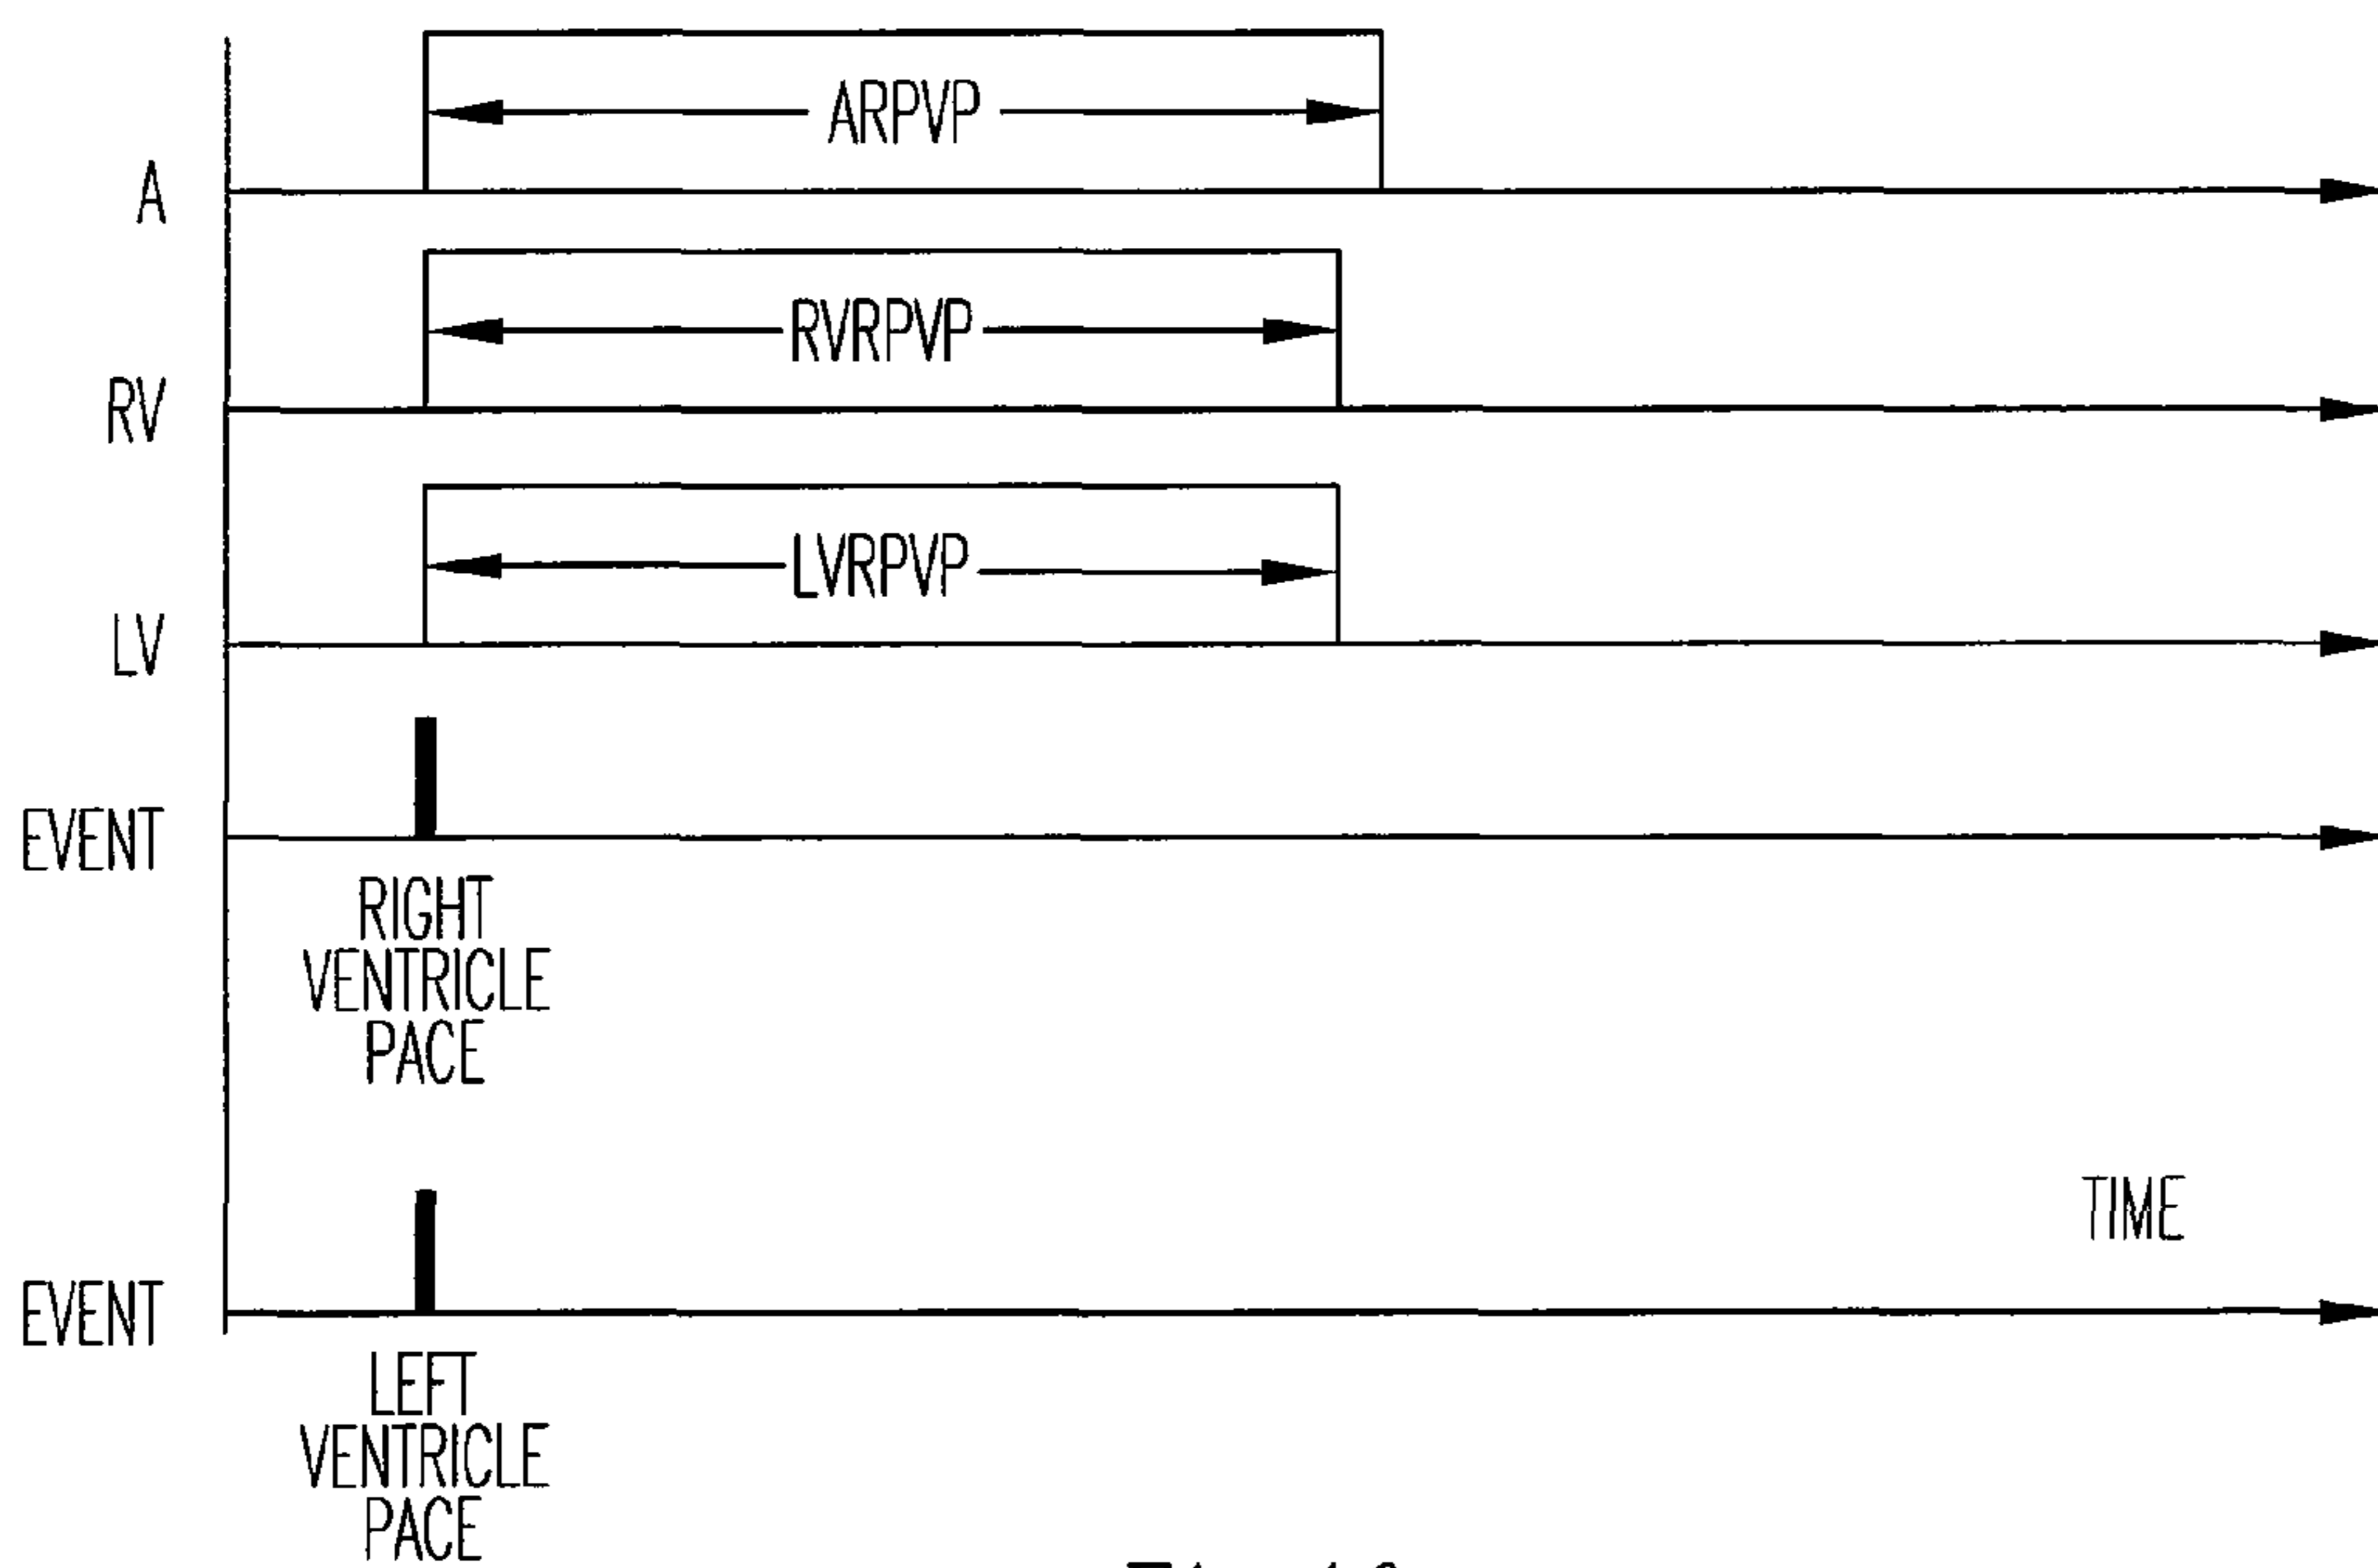 ARPVP
A
RVRPVP
RV
LVRPVP
LV
EVENT
RIGHT
VENTRICLE
PACE
TIME
EVENT
LEFT
VENTRICLE
PACE